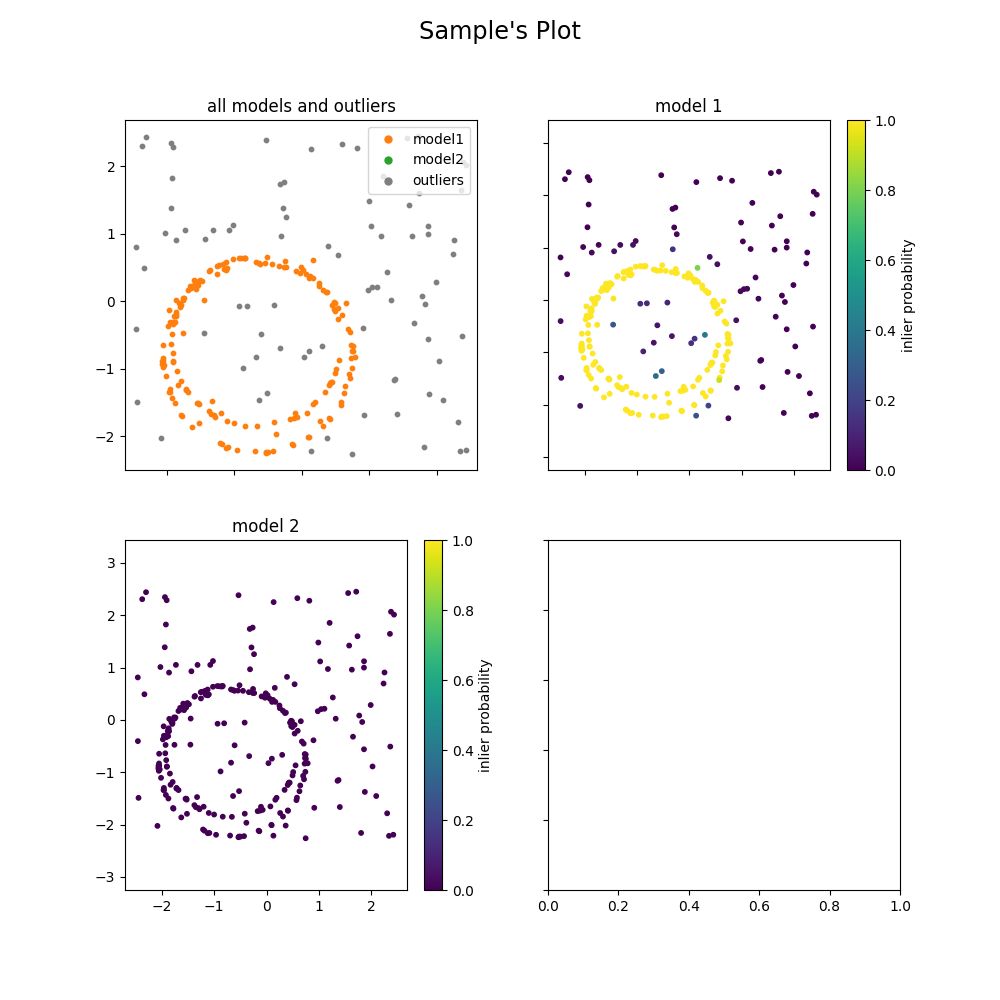 Sample's Plot
all models and outliers
model1
model2
outliers
2
1
0
−1
−2
model 1
1.0
0.8
0.6
0.4
0.2
0.0
inlier probability
model 2
3
2
1
0
−1
−2
−3
−2 −1 0 1 2
1.0
0.8
0.6
0.4
0.2
0.0
inlier probability
0.0 0.2 0.4 0.6 0.8 1.0